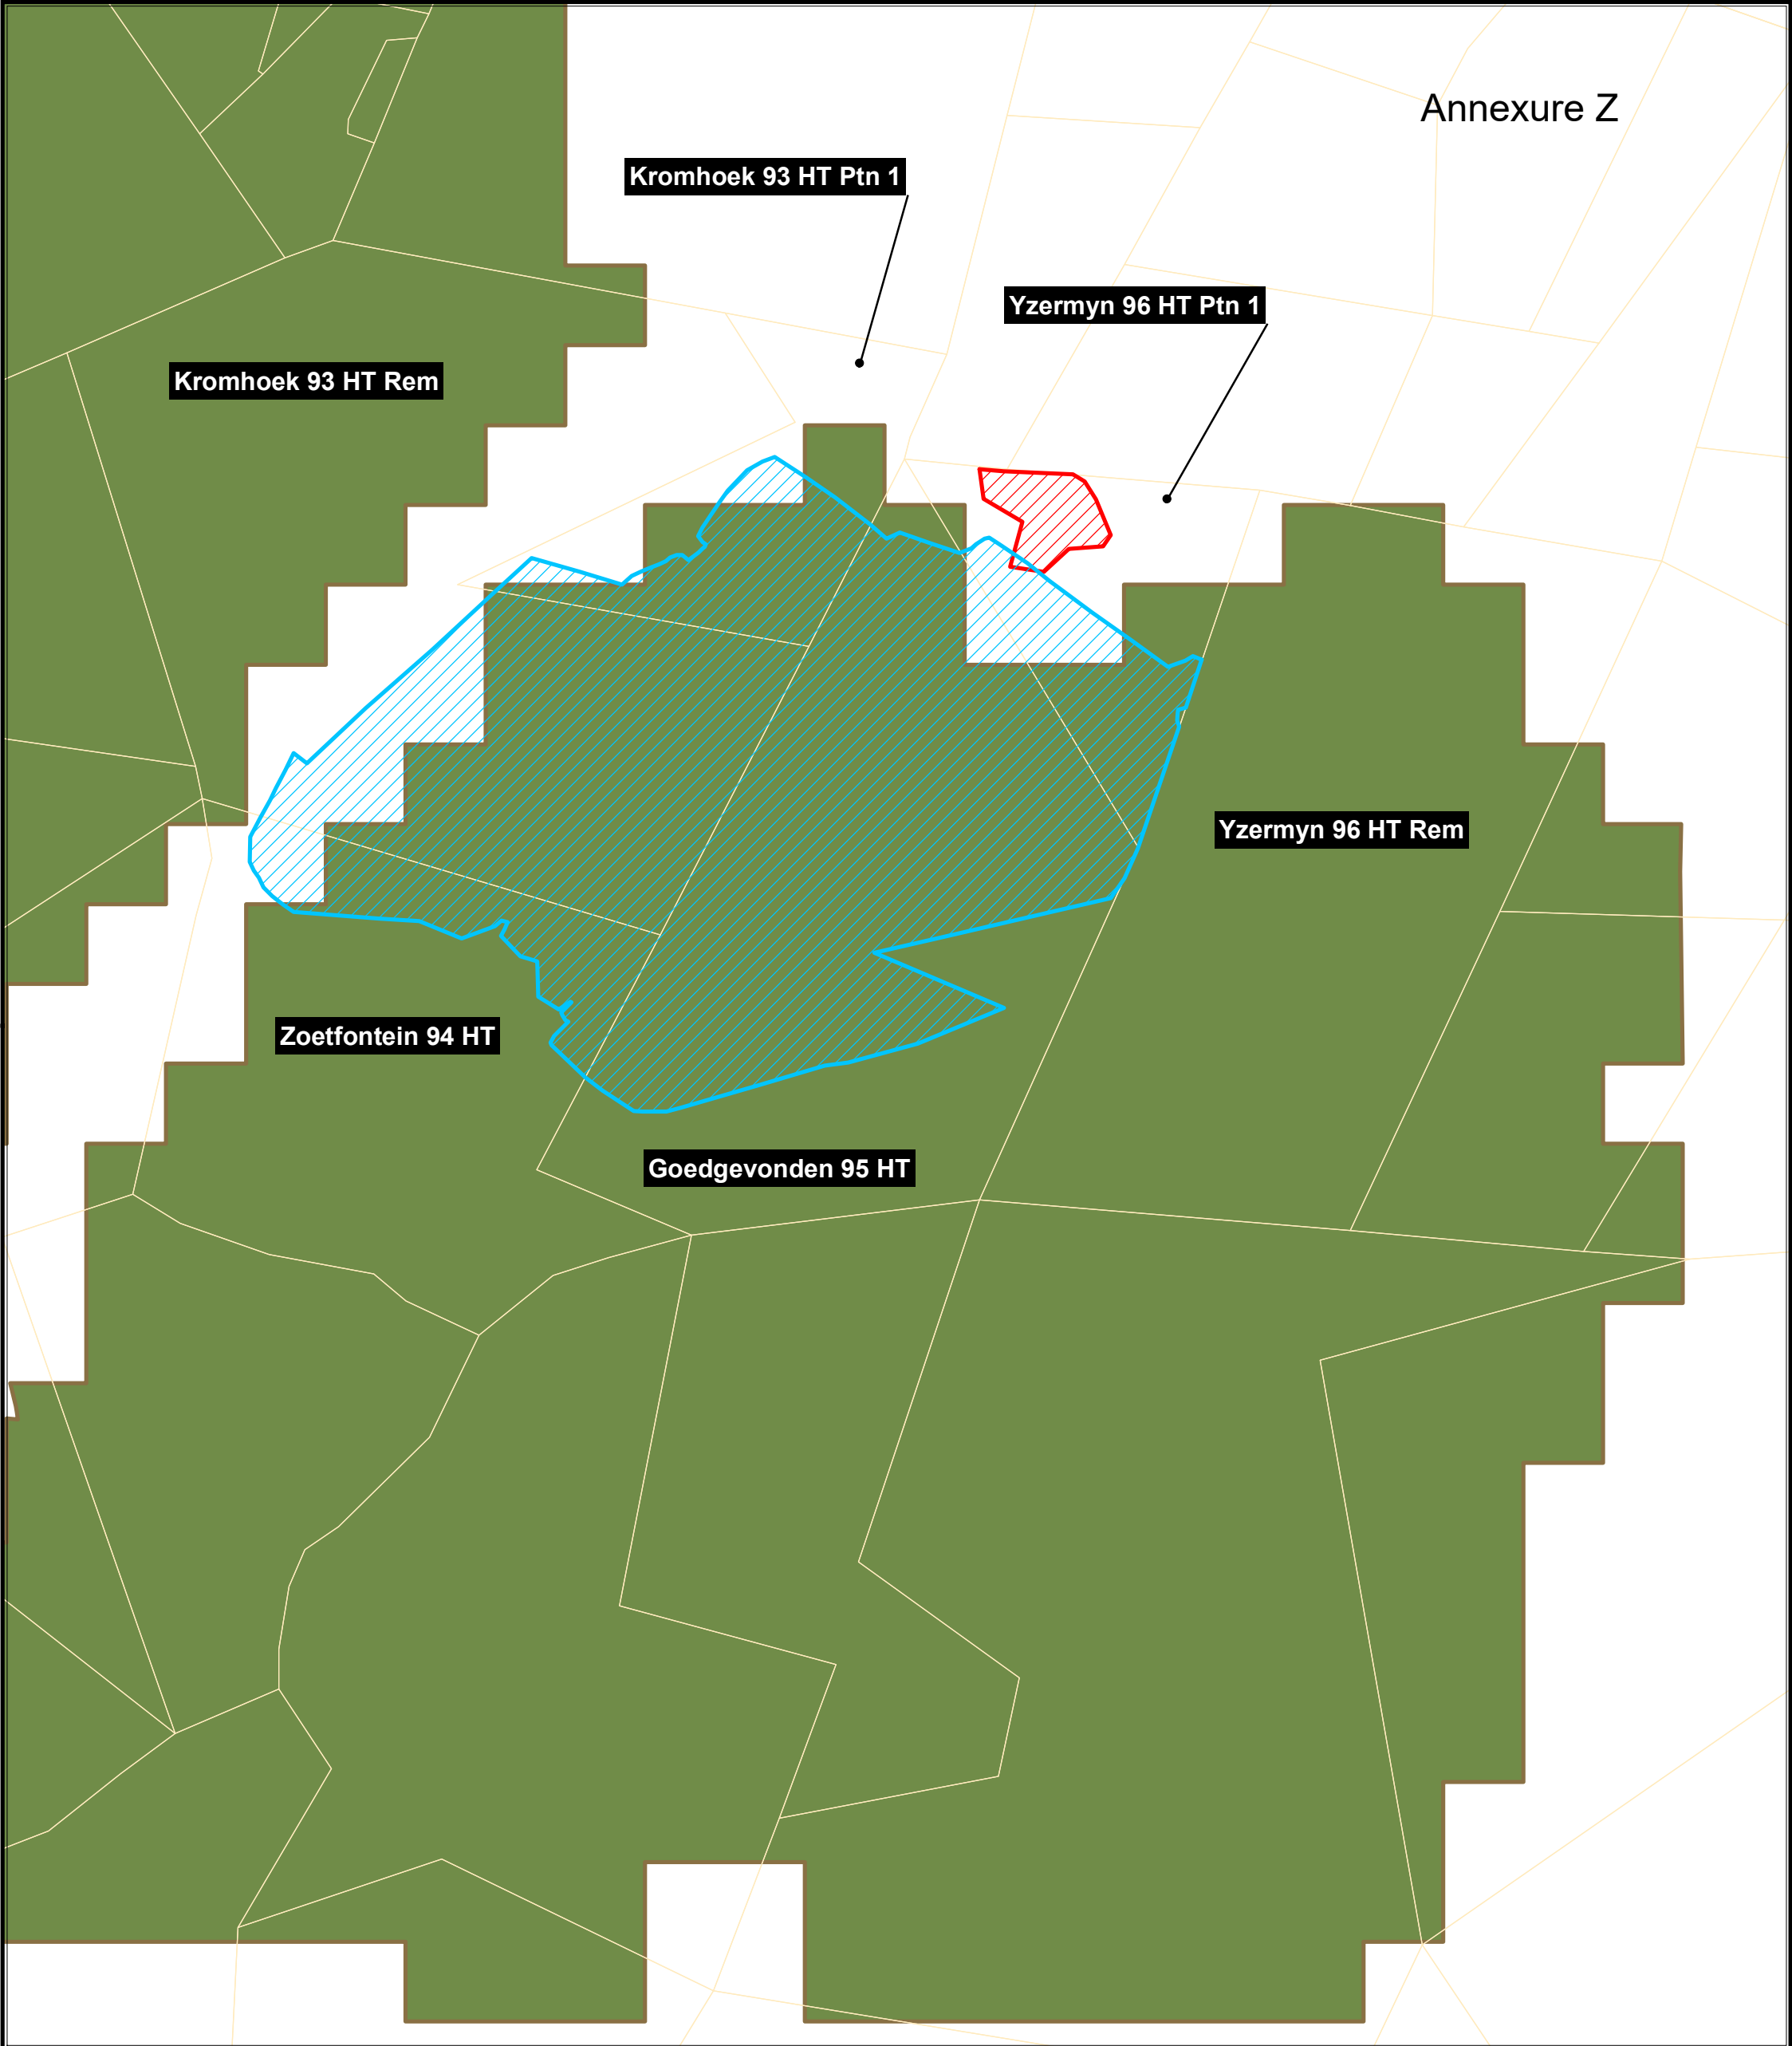 Annexure Z
Kromhoek 93 HT Ptn 1
Yzermyn 96 HT Ptn 1
Kromhoek 93 HT Rem
Yzermyn 96 HT Rem
Zoetfontein 94 HT
Goedgevonden 95 HT